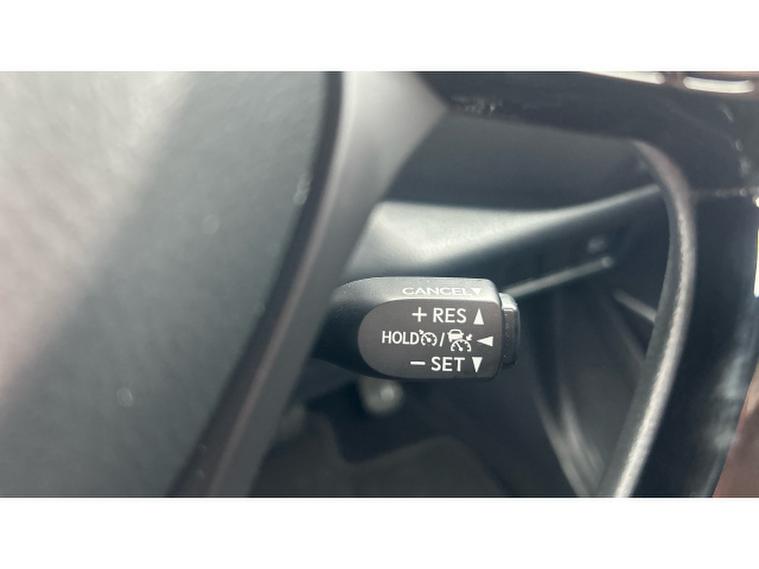 CANCEL▼
+ RES ▲
HOLD / ◀
− SET ▼